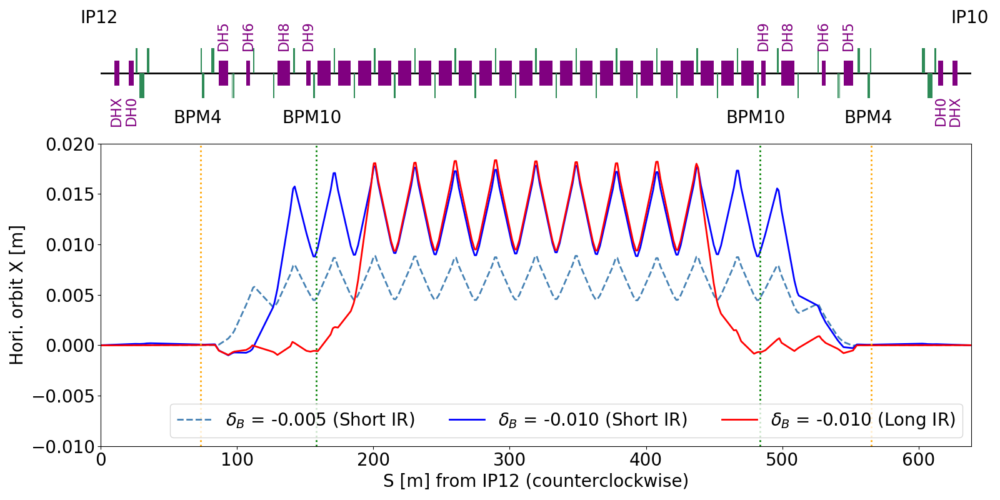 IP12 IP10
DH5 DH6 DH8 DH9 DH9 DH8 DH6 DH5
DHX DH0 DH0 DHX
BPM4 BPM10 BPM10 BPM4
0.020
0.015
0.010
0.005
0.000
−0.005
−0.010
Hori. orbit X [m]
δB = -0.005 (Short IR) δB = -0.010 (Short IR) δB = -0.010 (Long IR)
0 100 200 300 400 500 600
S [m] from IP12 (counterclockwise)